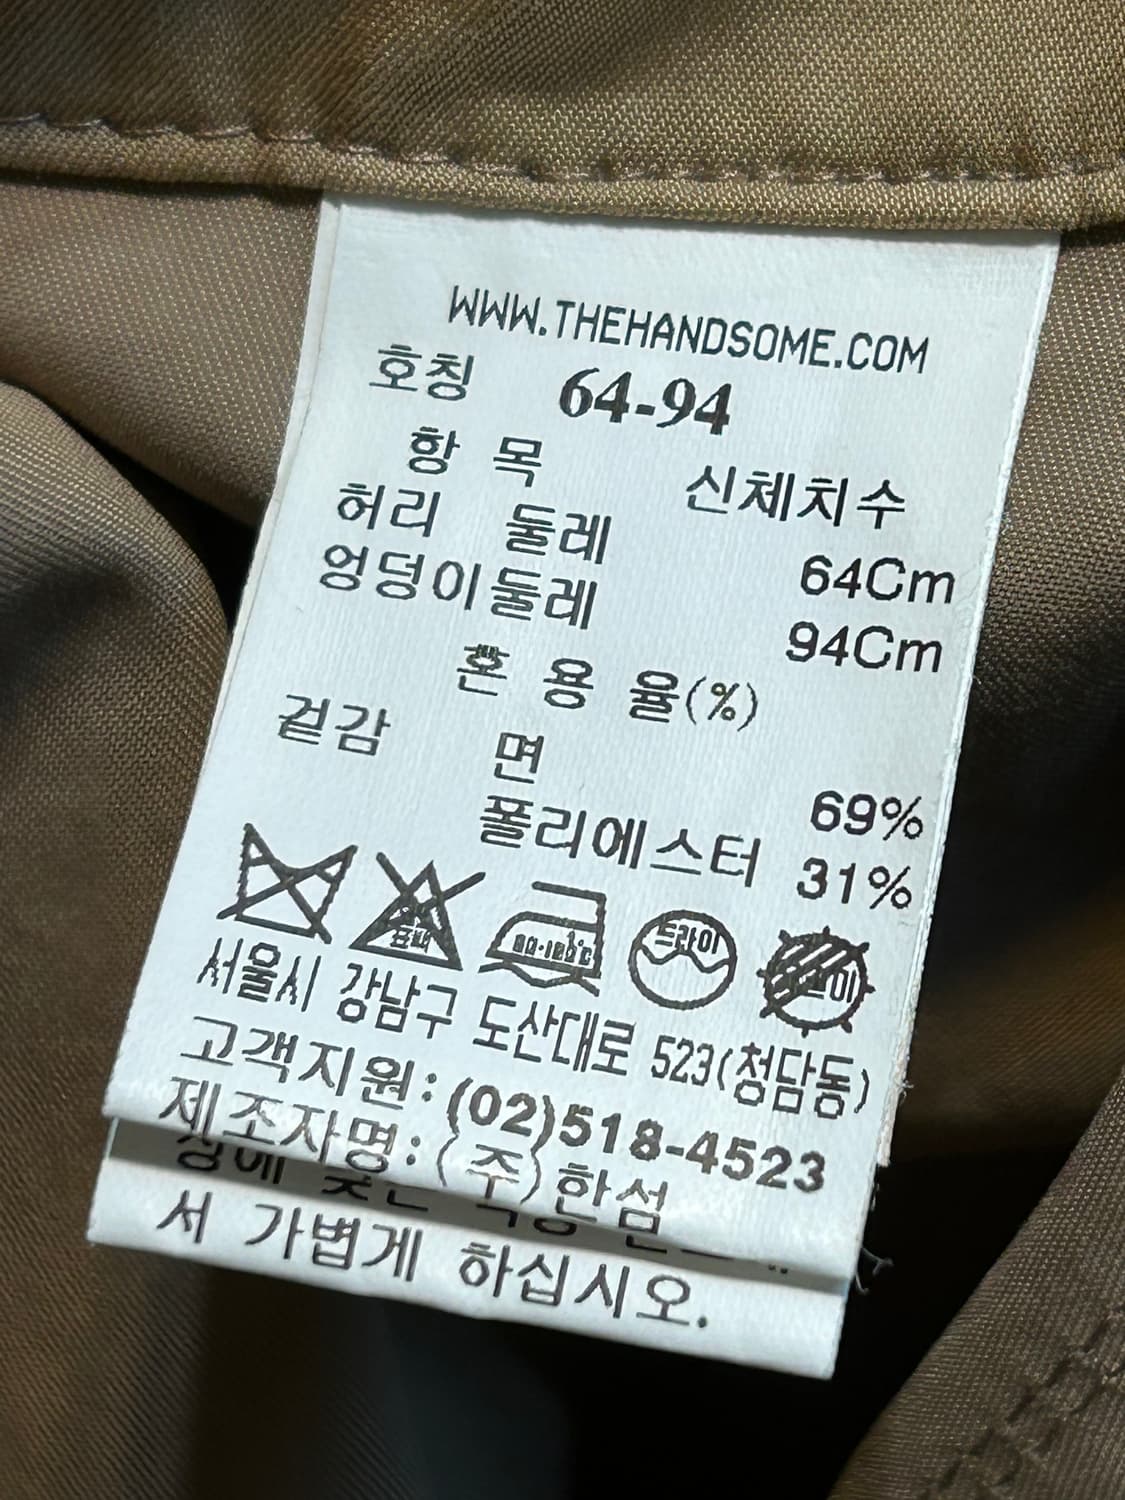 WWW.THEHANDSOME.COM
호칭 64-94
항 목 신체치수
허리 둘레 64Cm
엉덩이둘레 94Cm
혼 용 율(%)
겉감 면 69%
폴리에스터 31%
드라이
서울시 강남구 도산대로 523(청담동)
고객지원:(02)518-4523
제조자명:(주)한섬
서 가볍게 하십시오.